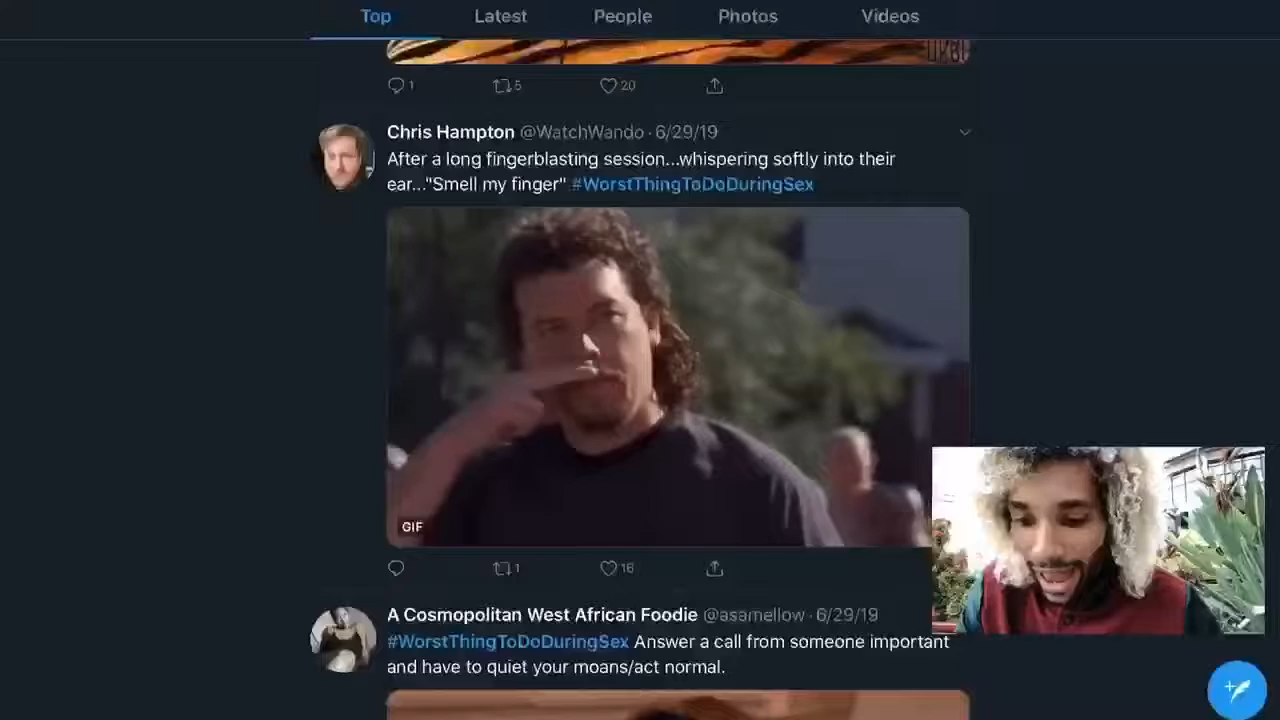 Top Latest People Photos Videos
1 5 20
Chris Hampton @WatchWando · 6/29/19
After a long fingerblasting session...whispering softly into their
ear..."Smell my finger" #WorstThingToDoDuringSex
GIF
1 16
A Cosmopolitan West African Foodie @asamellow · 6/29/19
#WorstThingToDoDuringSex Answer a call from someone important
and have to quiet your moans/act normal.